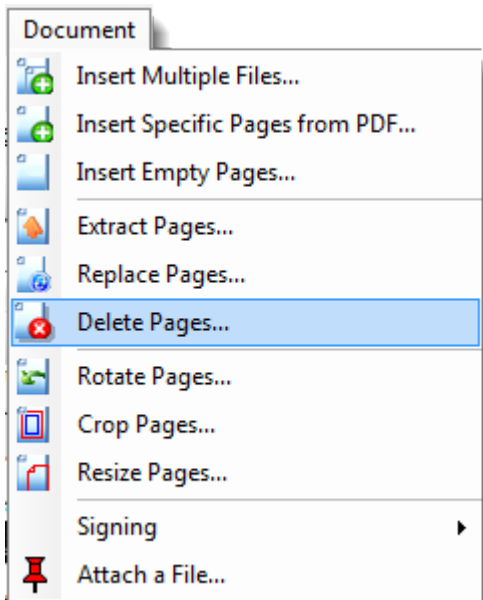 Document
Insert Multiple Files...
Insert Specific Pages from PDF...
Insert Empty Pages...
Extract Pages...
Replace Pages...
Delete Pages...
Rotate Pages...
Crop Pages...
Resize Pages...
Signing
Attach a File...